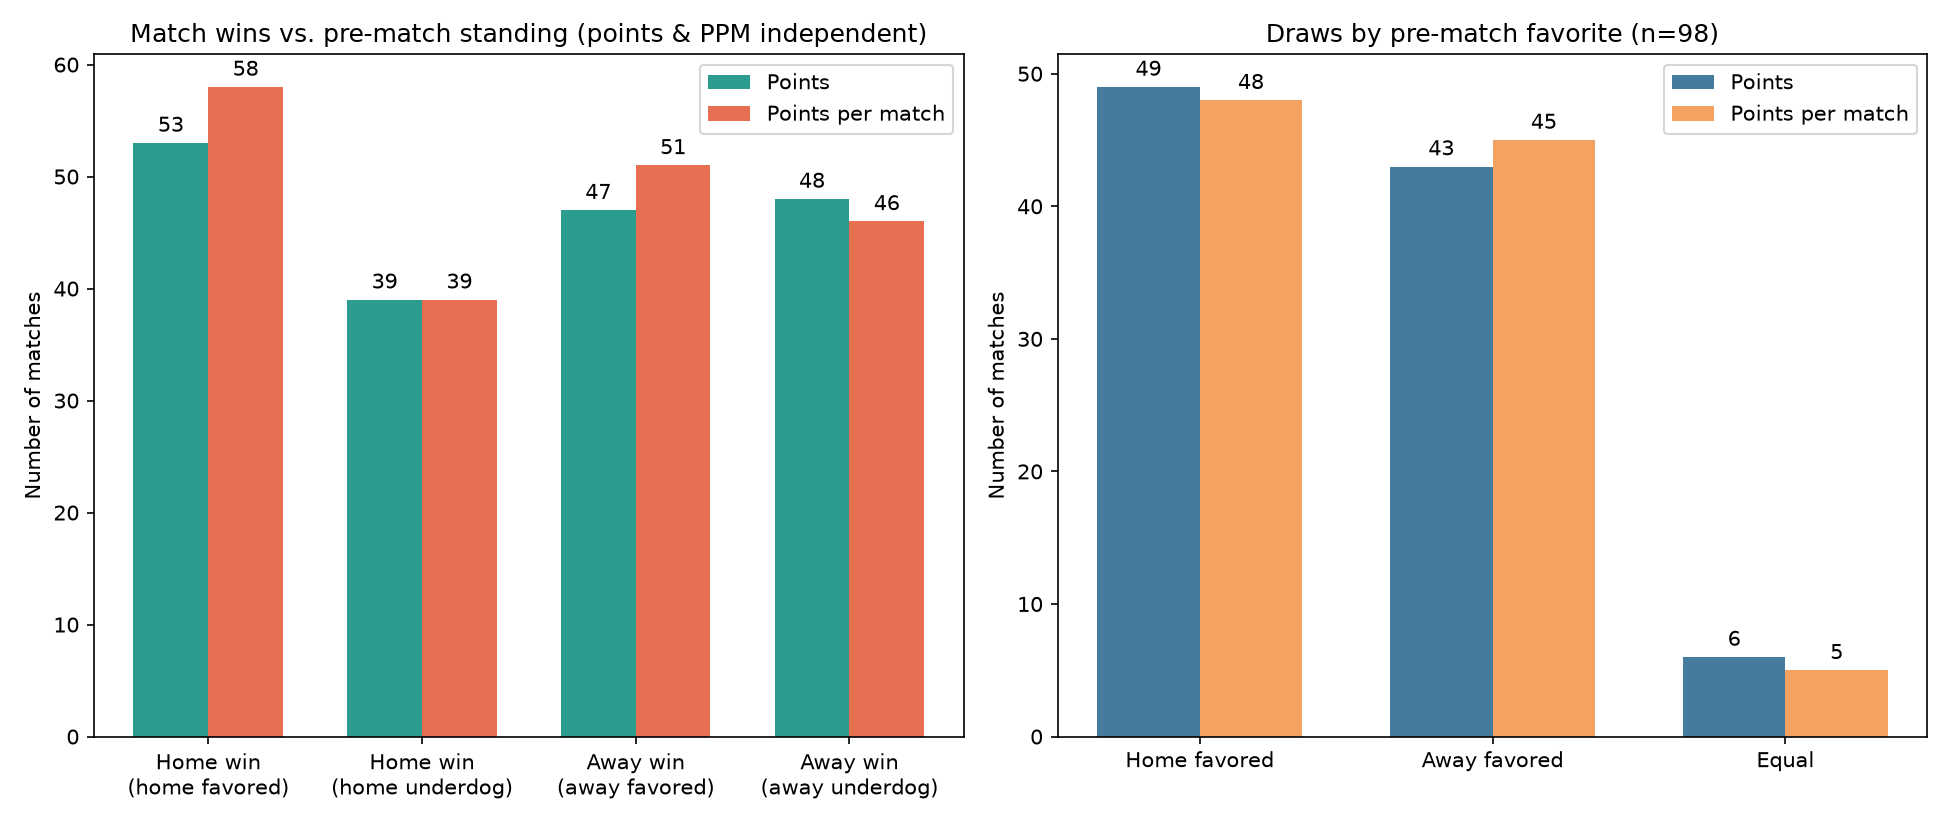 Match wins vs. pre-match standing (points & PPM independent)
Points
Points per match
Number of matches
60
50
40
30
20
10
0
53
58
39
39
47
51
48
46
Home win
(home favored)
Home win
(home underdog)
Away win
(away favored)
Away win
(away underdog)
Draws by pre-match favorite (n=98)
Points
Points per match
Number of matches
50
40
30
20
10
0
49
48
43
45
6
5
Home favored
Away favored
Equal